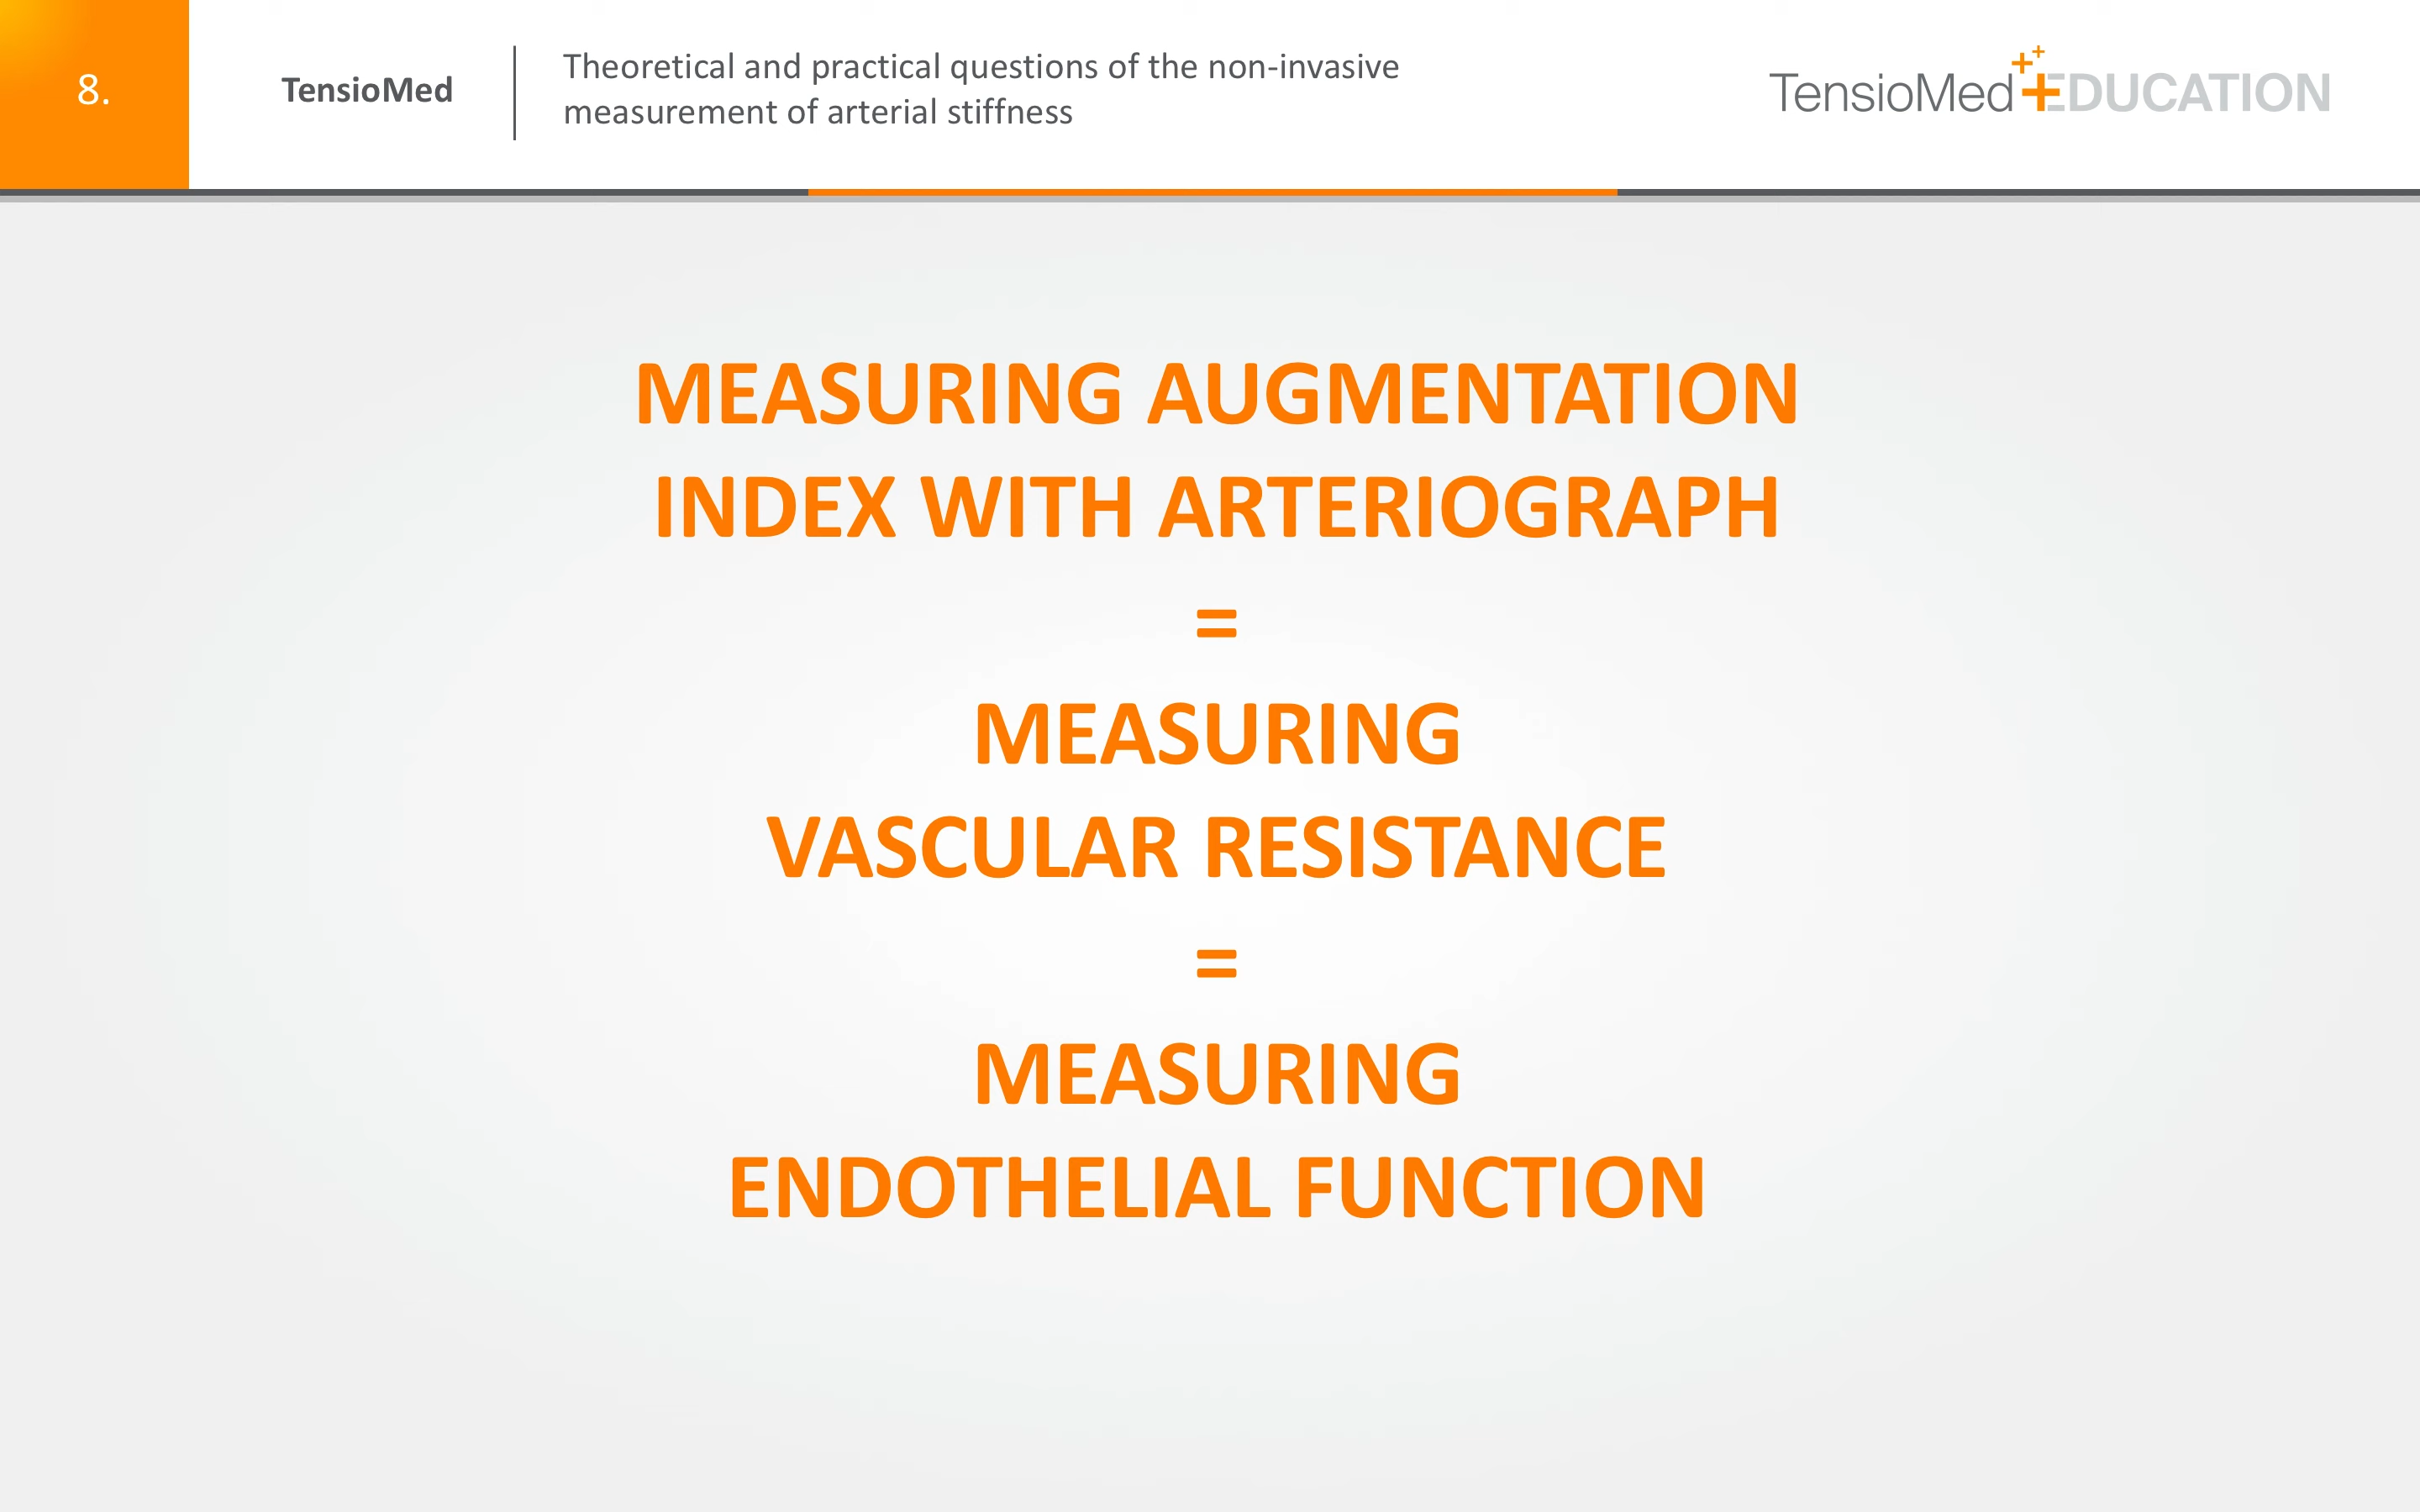 8.
TensioMed
Theoretical and practical questions of the non-invasive
measurement of arterial stiffness
TensioMed EDUCATION
MEASURING AUGMENTATION
INDEX WITH ARTERIOGRAPH
=
MEASURING
VASCULAR RESISTANCE
=
MEASURING
ENDOTHELIAL FUNCTION